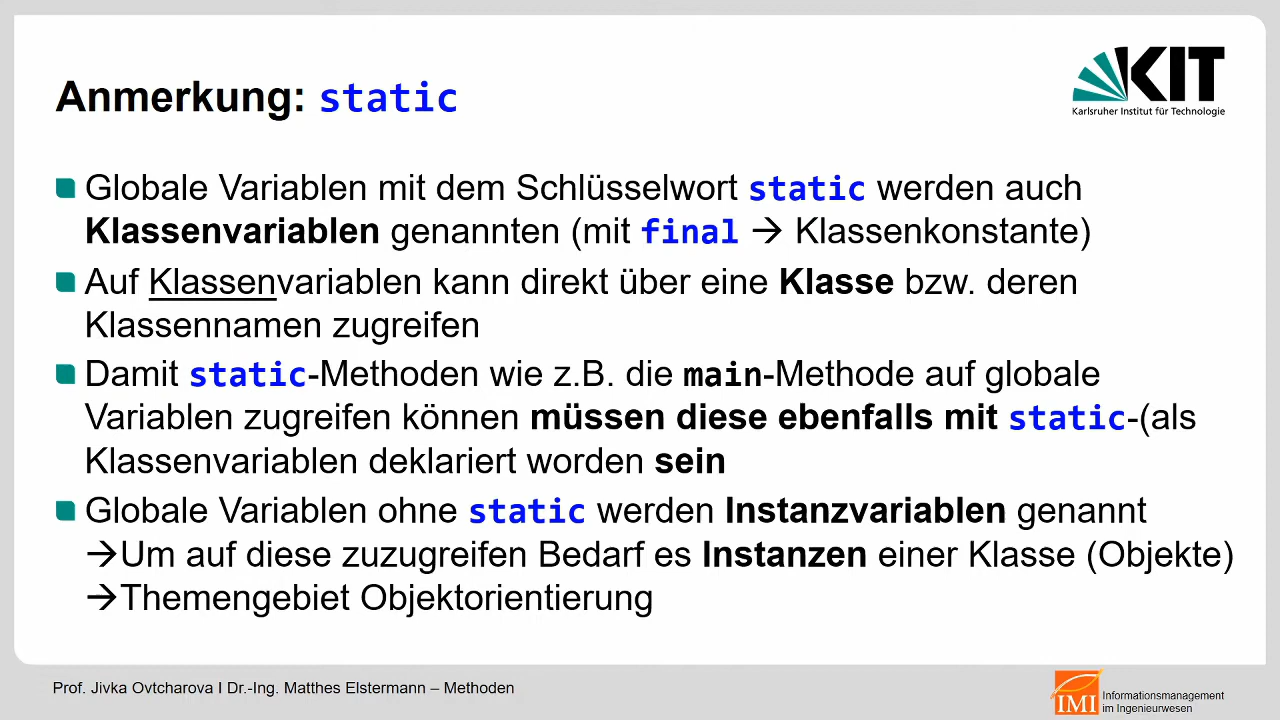 Anmerkung: static
KIT
Karlsruher Institut für Technologie
Globale Variablen mit dem Schlüsselwort static werden auch
Klassenvariablen genannten (mit final → Klassenkonstante)
Auf Klassenvariablen kann direkt über eine Klasse bzw. deren
Klassennamen zugreifen
Damit static-Methoden wie z.B. die main-Methode auf globale
Variablen zugreifen können müssen diese ebenfalls mit static-(als
Klassenvariablen deklariert worden sein
Globale Variablen ohne static werden Instanzvariablen genannt
→Um auf diese zuzugreifen Bedarf es Instanzen einer Klasse (Objekte)
→Themengebiet Objektorientierung
Prof. Jivka Ovtcharova I Dr.-Ing. Matthes Elstermann – Methoden
IMI
Informationsmanagement
im Ingenieurwesen